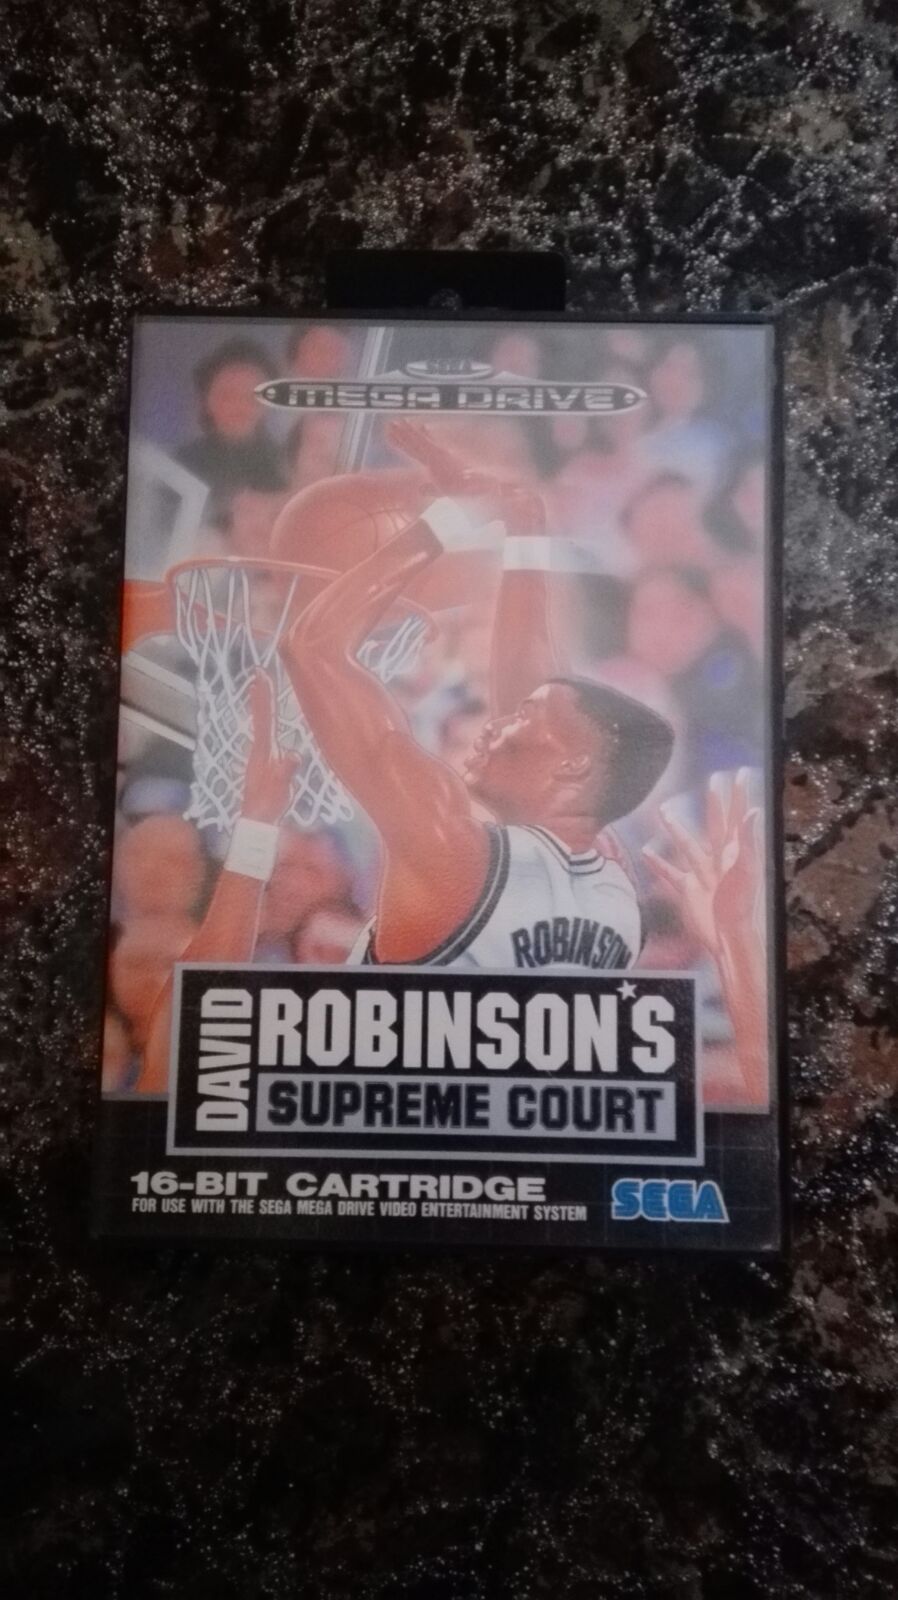 SEGA
MEGA DRIVE
ROBINSON
DAVID
ROBINSON'S
SUPREME COURT
16-BIT CARTRIDGE
FOR USE WITH THE SEGA MEGA DRIVE VIDEO ENTERTAINMENT SYSTEM
SEGA